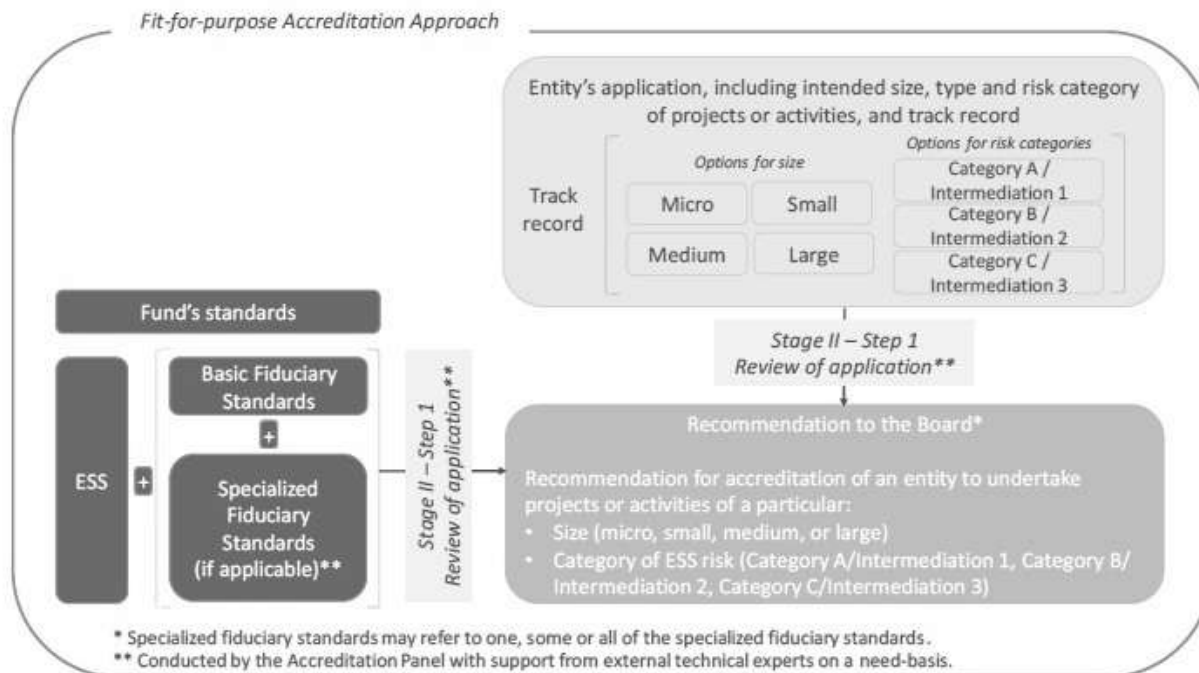 Fit-for-purpose Accreditation Approach
Entity’s application, including intended size, type and risk category
of projects or activities, and track record
Options for risk categories
Options for size
Track
record
Micro
Small
Medium
Large
Category A /
Intermediation 1
Category B /
Intermediation 2
Category C /
Intermediation 3
Fund’s standards
ESS
+
Basic Fiduciary
Standards
+
Specialized
Fiduciary
Standards
(if applicable)**
Stage II – Step 1
Review of application**
Stage II – Step 1
Review of application**
Recommendation to the Board*
Recommendation for accreditation of an entity to undertake
projects or activities of a particular:
• Size (micro, small, medium, or large)
• Category of ESS risk (Category A/Intermediation 1, Category B/
Intermediation 2, Category C/Intermediation 3)
* Specialized fiduciary standards may refer to one, some or all of the specialized fiduciary standards.
** Conducted by the Accreditation Panel with support from external technical experts on a need-basis.